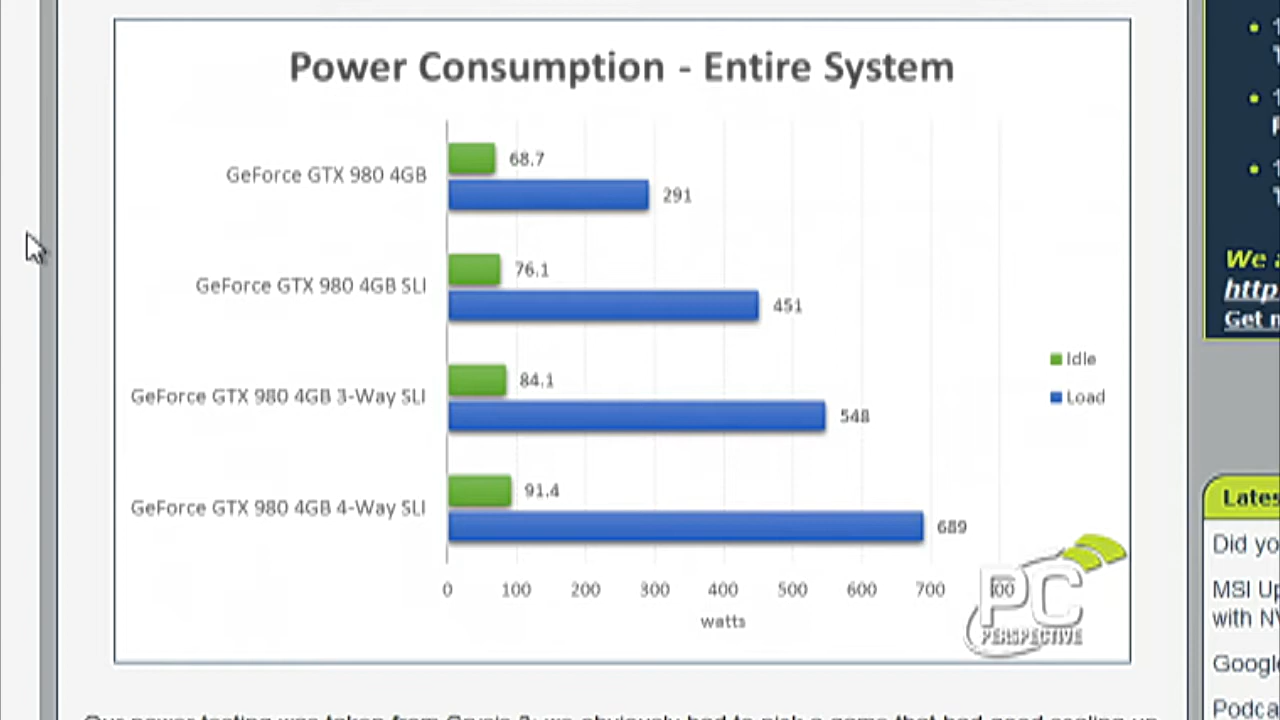 Power Consumption - Entire System
GeForce GTX 980 4GB
68.7
291
GeForce GTX 980 4GB SLI
76.1
451
GeForce GTX 980 4GB 3-Way SLI
84.1
548
GeForce GTX 980 4GB 4-Way SLI
91.4
689
Idle
Load
0 100 200 300 400 500 600 700
watts
PC
PERSPECTIVE
We a
http
Get
Lates
Did yo
MSI Up
with NV
Google
Podca